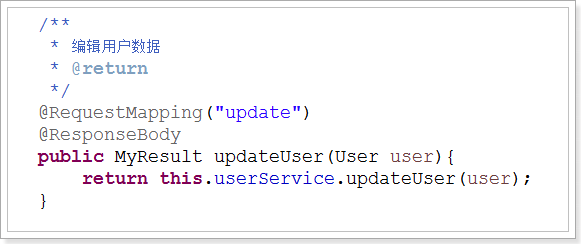 /**
 * 编辑用户数据
 * @return
 */
@RequestMapping("update")
@ResponseBody
public MyResult updateUser(User user){
    return this.userService.updateUser(user);
}